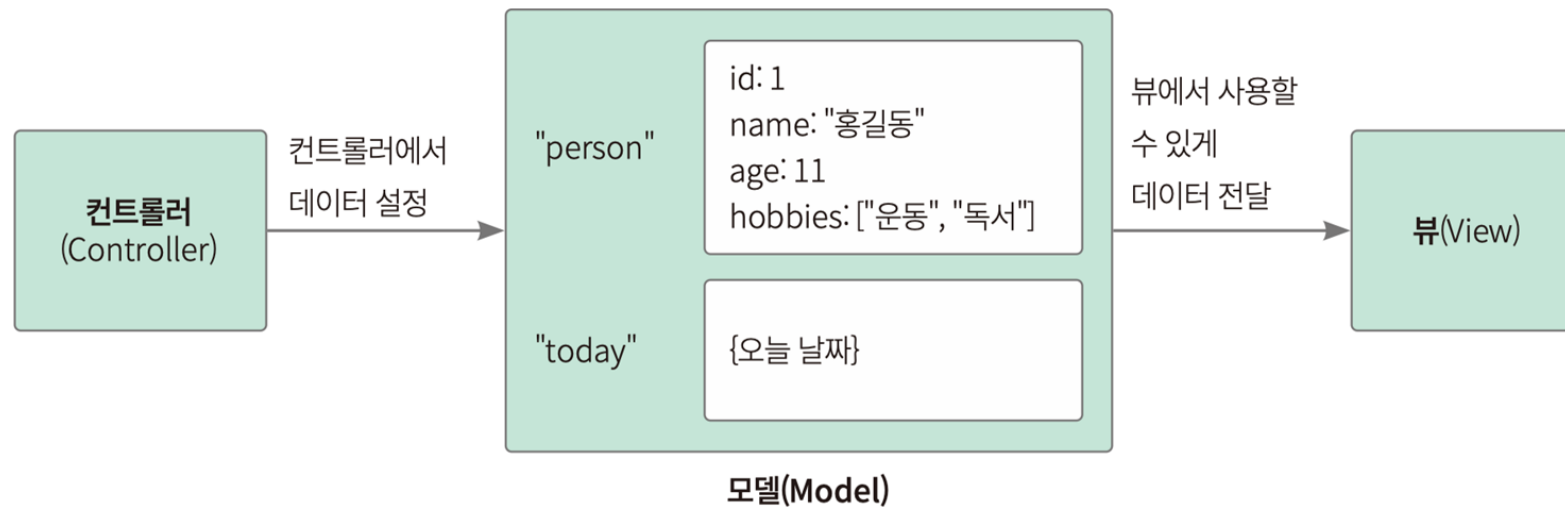 컨트롤러
(Controller)
컨트롤러에서
데이터 설정
"person"
id: 1
name: "홍길동"
age: 11
hobbies: ["운동", "독서"]
"today"
{오늘 날짜}
모델(Model)
뷰에서 사용할
수 있게
데이터 전달
뷰(View)